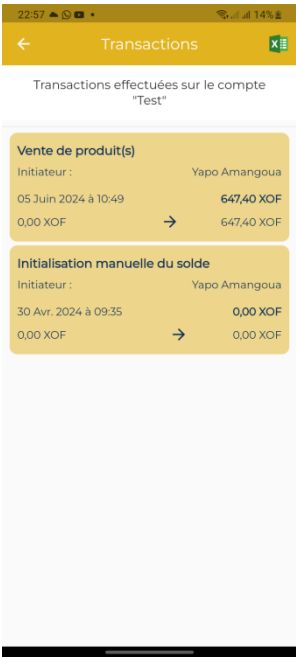 22:57
14%
Transactions
Transactions effectuées sur le compte
"Test"
Vente de produit(s)
Initiateur : Yapo Amangoua
05 Juin 2024 à 10:49 647,40 XOF
0,00 XOF → 647,40 XOF
Initialisation manuelle du solde
Initiateur : Yapo Amangoua
30 Avr. 2024 à 09:35 0,00 XOF
0,00 XOF → 0,00 XOF